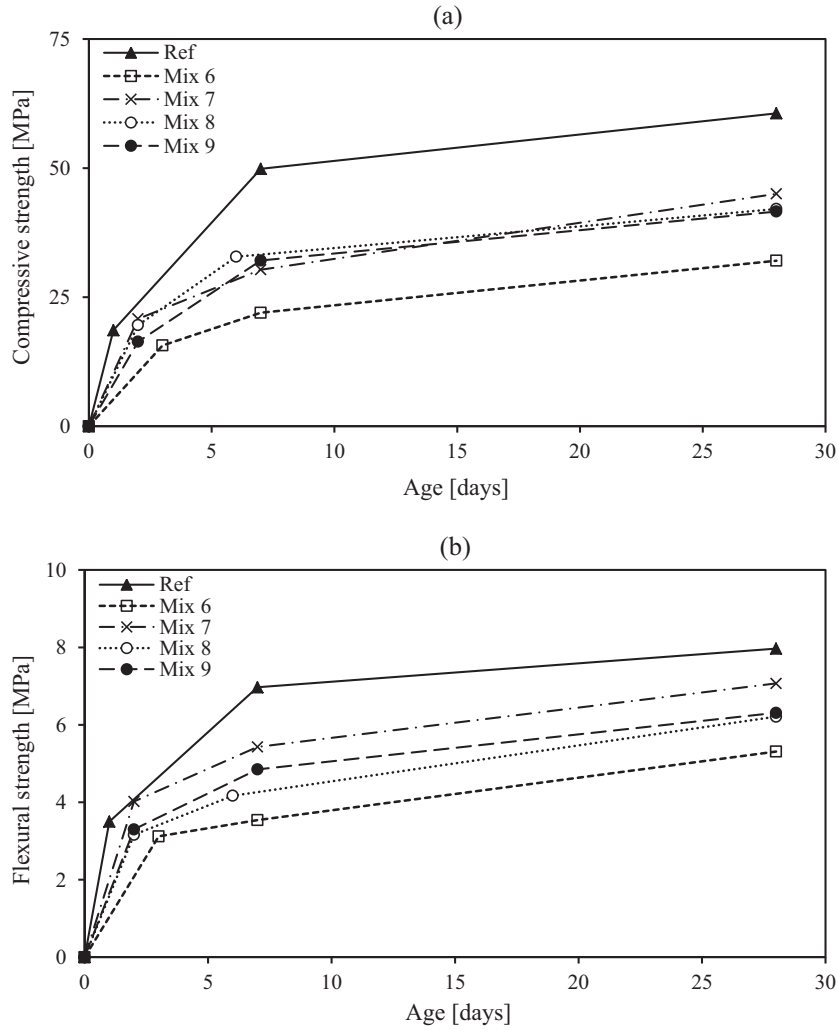 (a)
75
50
25
0
Compressive strength [MPa]
Ref
Mix 6
Mix 7
Mix 8
Mix 9
0 5 10 15 20 25 30
Age [days]
(b)
10
8
6
4
2
0
Flexural strength [MPa]
Ref
Mix 6
Mix 7
Mix 8
Mix 9
0 5 10 15 20 25 30
Age [days]